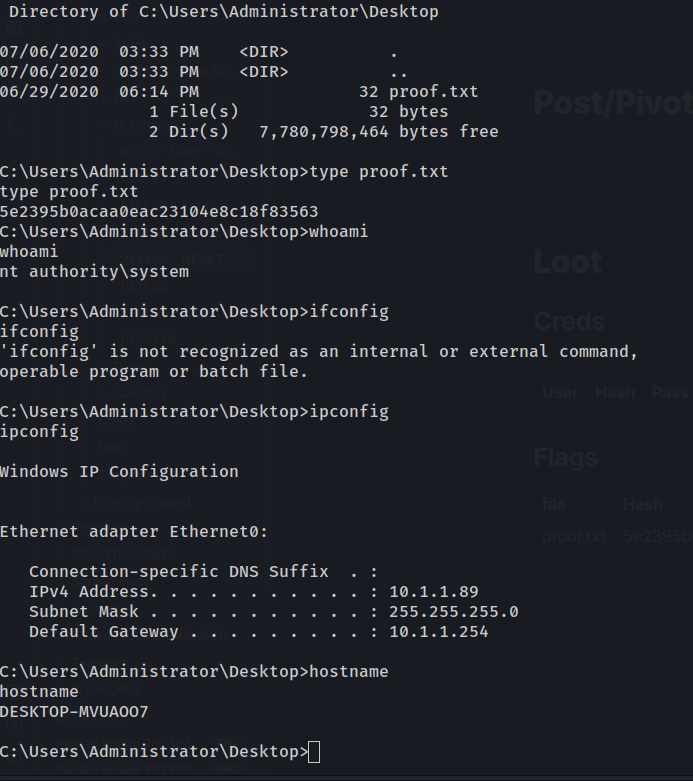 Directory of C:\Users\Administrator\Desktop
07/06/2020  03:33 PM    <DIR>          .
07/06/2020  03:33 PM    <DIR>          ..
06/29/2020  06:14 PM                32 proof.txt
               1 File(s)             32 bytes
               2 Dir(s)   7,780,798,464 bytes free
C:\Users\Administrator\Desktop>type proof.txt
type proof.txt
5e2395b0acaa0eac23104e8c18f83563
C:\Users\Administrator\Desktop>whoami
whoami
nt authority\system
C:\Users\Administrator\Desktop>ifconfig
ifconfig
'ifconfig' is not recognized as an internal or external command,
operable program or batch file.
C:\Users\Administrator\Desktop>ipconfig
ipconfig
Windows IP Configuration
Ethernet adapter Ethernet0:
   Connection-specific DNS Suffix  . :
   IPv4 Address. . . . . . . . . . . : 10.1.1.89
   Subnet Mask . . . . . . . . . . . : 255.255.255.0
   Default Gateway . . . . . . . . . : 10.1.1.254
C:\Users\Administrator\Desktop>hostname
hostname
DESKTOP-MVUAOO7
C:\Users\Administrator\Desktop>
Post/Pivot
Loot
Creds
User Hash Pass
Flags
file Hash
proof.txt 5e2395b